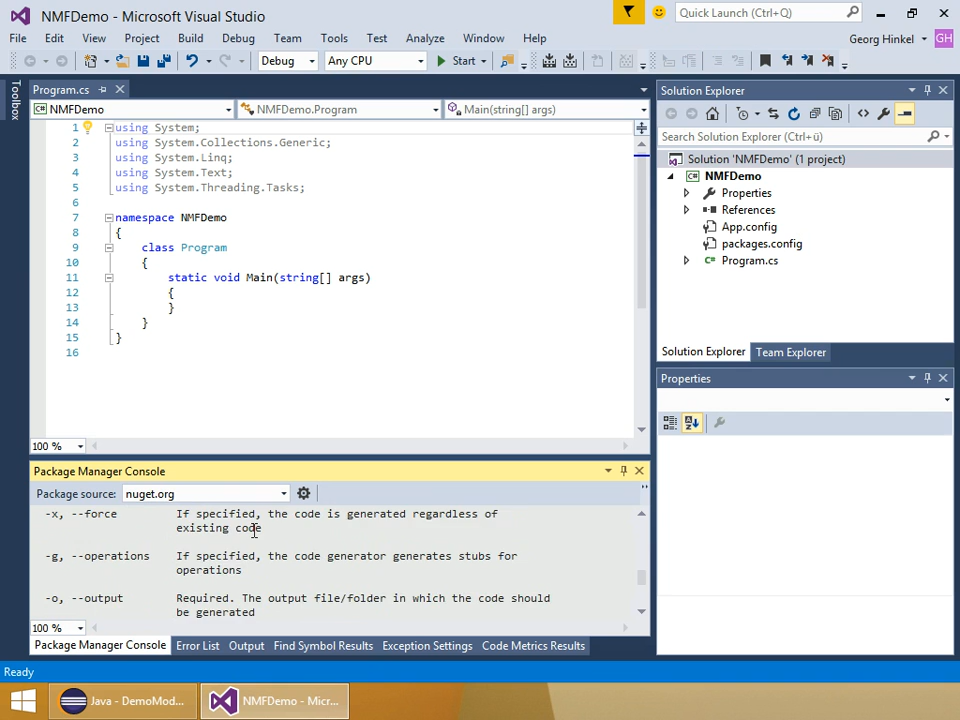 NMFDemo - Microsoft Visual Studio
Quick Launch (Ctrl+Q)
File Edit View Project Build Debug Team Tools Test Analyze Window Help
Georg Hinkel GH
Debug Any CPU Start
Toolbox
Program.cs
NMFDemo NMFDemo.Program Main(string[] args)
1 using System;
2 using System.Collections.Generic;
3 using System.Linq;
4 using System.Text;
5 using System.Threading.Tasks;
6
7 namespace NMFDemo
8 {
9 class Program
10 {
11 static void Main(string[] args)
12 {
13 }
14 }
15 }
16
100 %
Solution Explorer
Search Solution Explorer (Ctrl+ü)
Solution 'NMFDemo' (1 project)
C# NMFDemo
Properties
References
App.config
packages.config
C# Program.cs
Solution Explorer Team Explorer
Properties
Package Manager Console
Package source: nuget.org
-x, --force If specified, the code is generated regardless of
existing code
-g, --operations If specified, the code generator generates stubs for
operations
-o, --output Required. The output file/folder in which the code should
be generated
100 %
Package Manager Console Error List Output Find Symbol Results Exception Settings Code Metrics Results
Ready
Java - DemoMod... NMFDemo - Micr...